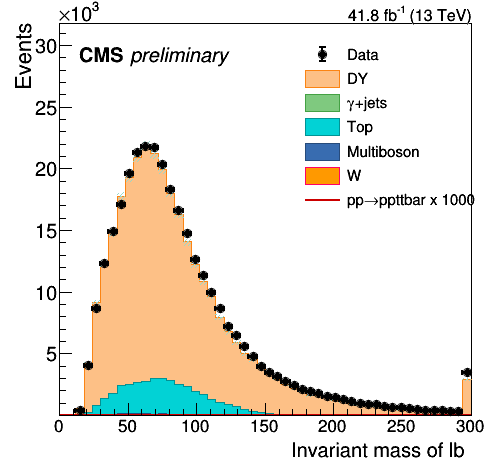 ×10³
41.8 fb⁻¹ (13 TeV)
Events
CMS preliminary
Data
DY
γ+jets
Top
Multiboson
W
pp→ppttbar x 1000
30
25
20
15
10
5
0 50 100 150 200 250 300
Invariant mass of lb